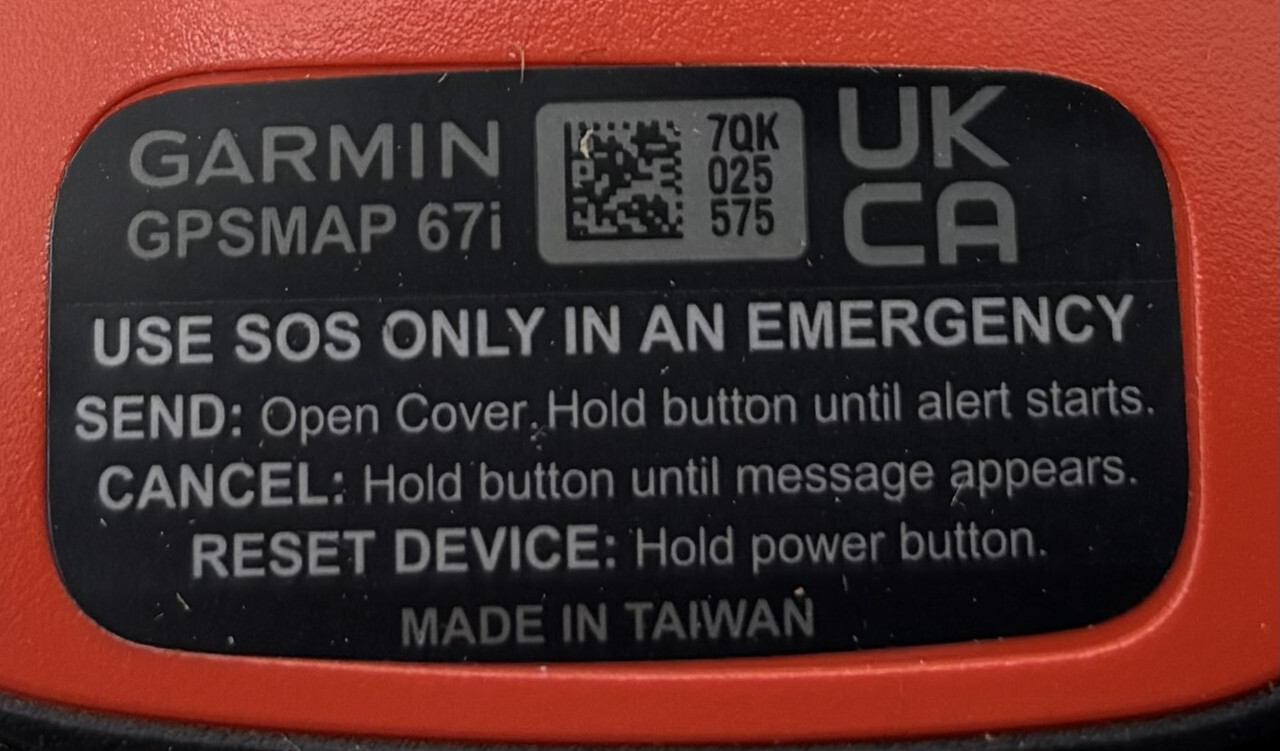 GARMIN
GPSMAP 67i
7QK
025
575
UK
CA
USE SOS ONLY IN AN EMERGENCY
SEND: Open Cover. Hold button until alert starts.
CANCEL: Hold button until message appears.
RESET DEVICE: Hold power button.
MADE IN TAIWAN